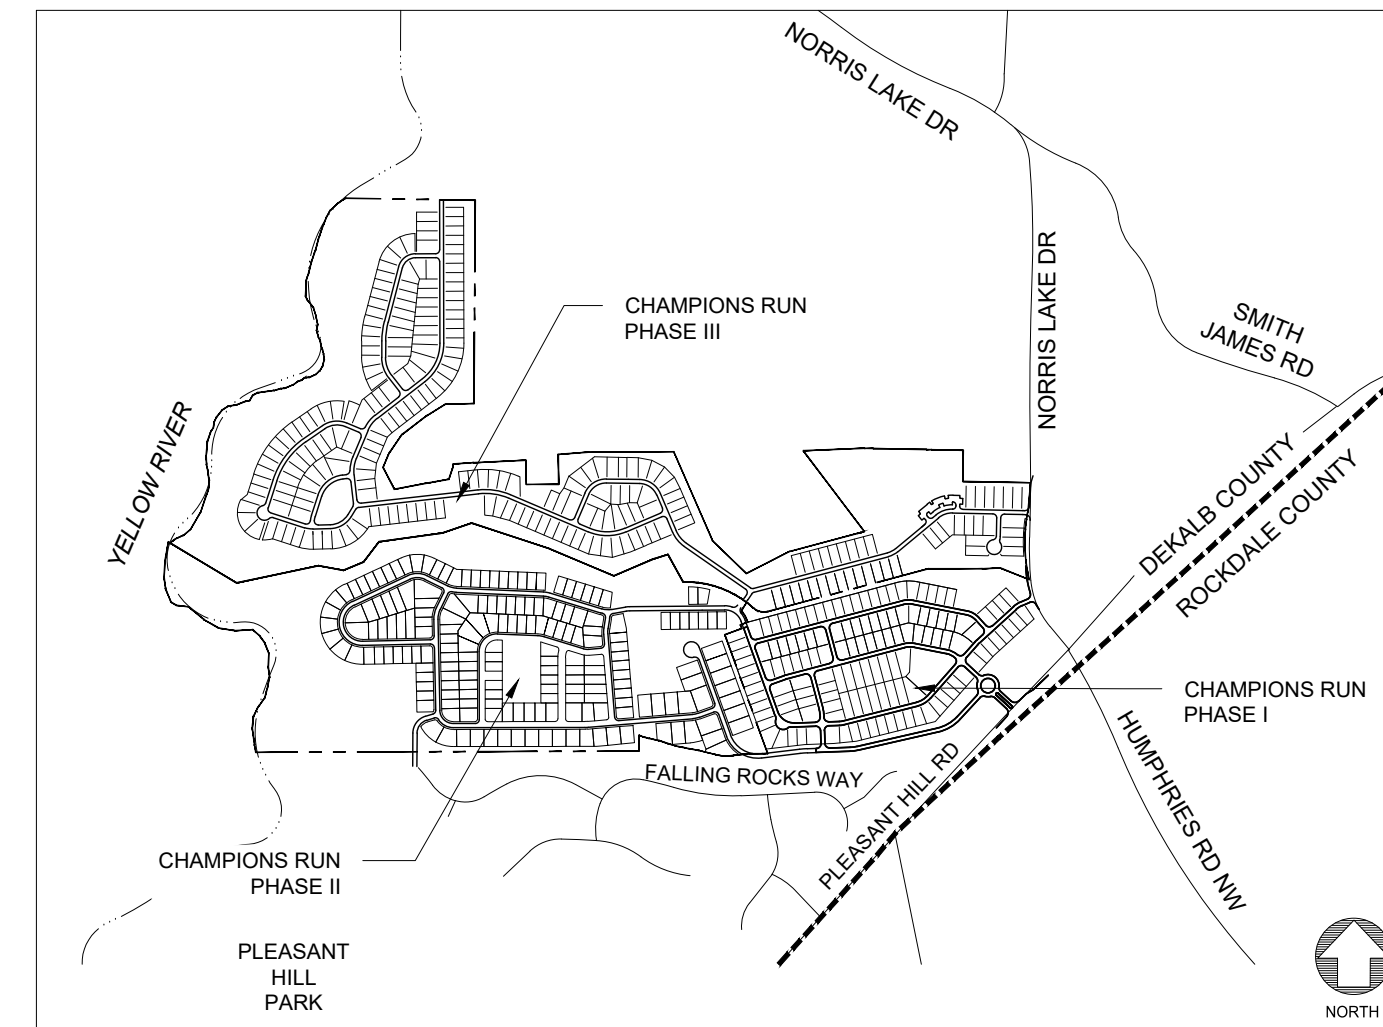 NORRIS LAKE DR
CHAMPIONS RUN
PHASE III
NORRIS LAKE DR
SMITH
JAMES RD
YELLOW RIVER
DEKALB COUNTY
ROCKDALE COUNTY
CHAMPIONS RUN
PHASE I
HUMPHRIES RD NW
FALLING ROCKS WAY
PLEASANT HILL RD
CHAMPIONS RUN
PHASE II
PLEASANT
HILL
PARK
NORTH